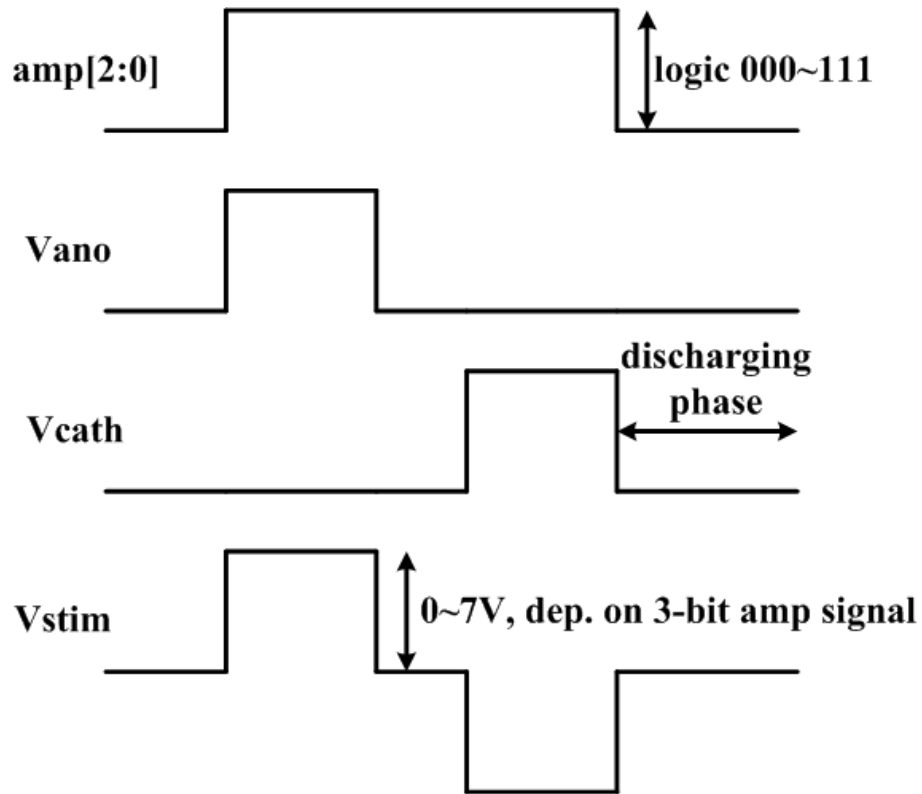 amp[2:0]
logic 000~111
Vano
discharging
phase
Vcath
0~7V, dep. on 3-bit amp signal
Vstim